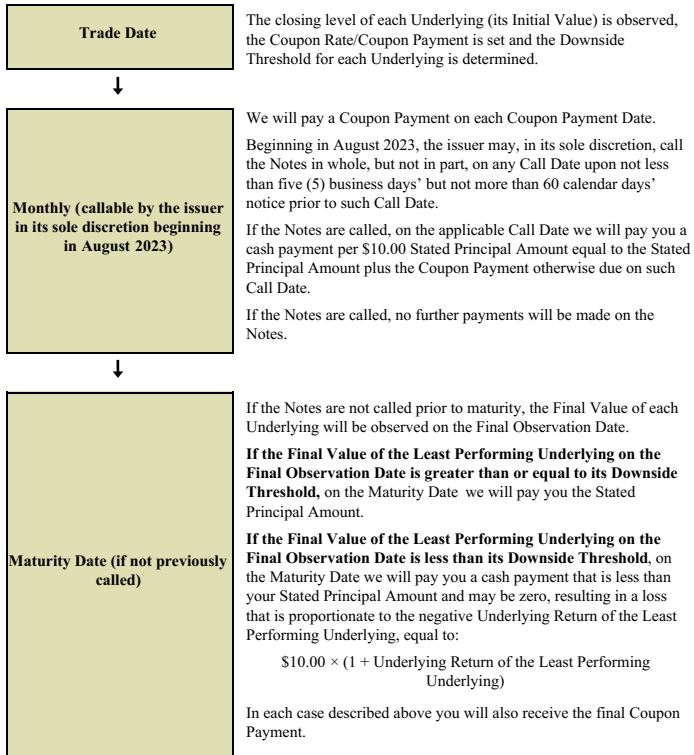 Trade Date
The closing level of each Underlying (its Initial Value) is observed,
the Coupon Rate/Coupon Payment is set and the Downside
Threshold for each Underlying is determined.
Monthly (callable by the issuer
in its sole discretion beginning
in August 2023)
We will pay a Coupon Payment on each Coupon Payment Date.
Beginning in August 2023, the issuer may, in its sole discretion, call
the Notes in whole, but not in part, on any Call Date upon not less
than five (5) business days’ but not more than 60 calendar days’
notice prior to such Call Date.
If the Notes are called, on the applicable Call Date we will pay you a
cash payment per $10.00 Stated Principal Amount equal to the Stated
Principal Amount plus the Coupon Payment otherwise due on such
Call Date.
If the Notes are called, no further payments will be made on the
Notes.
Maturity Date (if not previously
called)
If the Notes are not called prior to maturity, the Final Value of each
Underlying will be observed on the Final Observation Date.
If the Final Value of the Least Performing Underlying on the
Final Observation Date is greater than or equal to its Downside
Threshold, on the Maturity Date we will pay you the Stated
Principal Amount.
If the Final Value of the Least Performing Underlying on the
Final Observation Date is less than its Downside Threshold, on
the Maturity Date we will pay you a cash payment that is less than
your Stated Principal Amount and may be zero, resulting in a loss
that is proportionate to the negative Underlying Return of the Least
Performing Underlying, equal to:
$10.00 × (1 + Underlying Return of the Least Performing
Underlying)
In each case described above you will also receive the final Coupon
Payment.